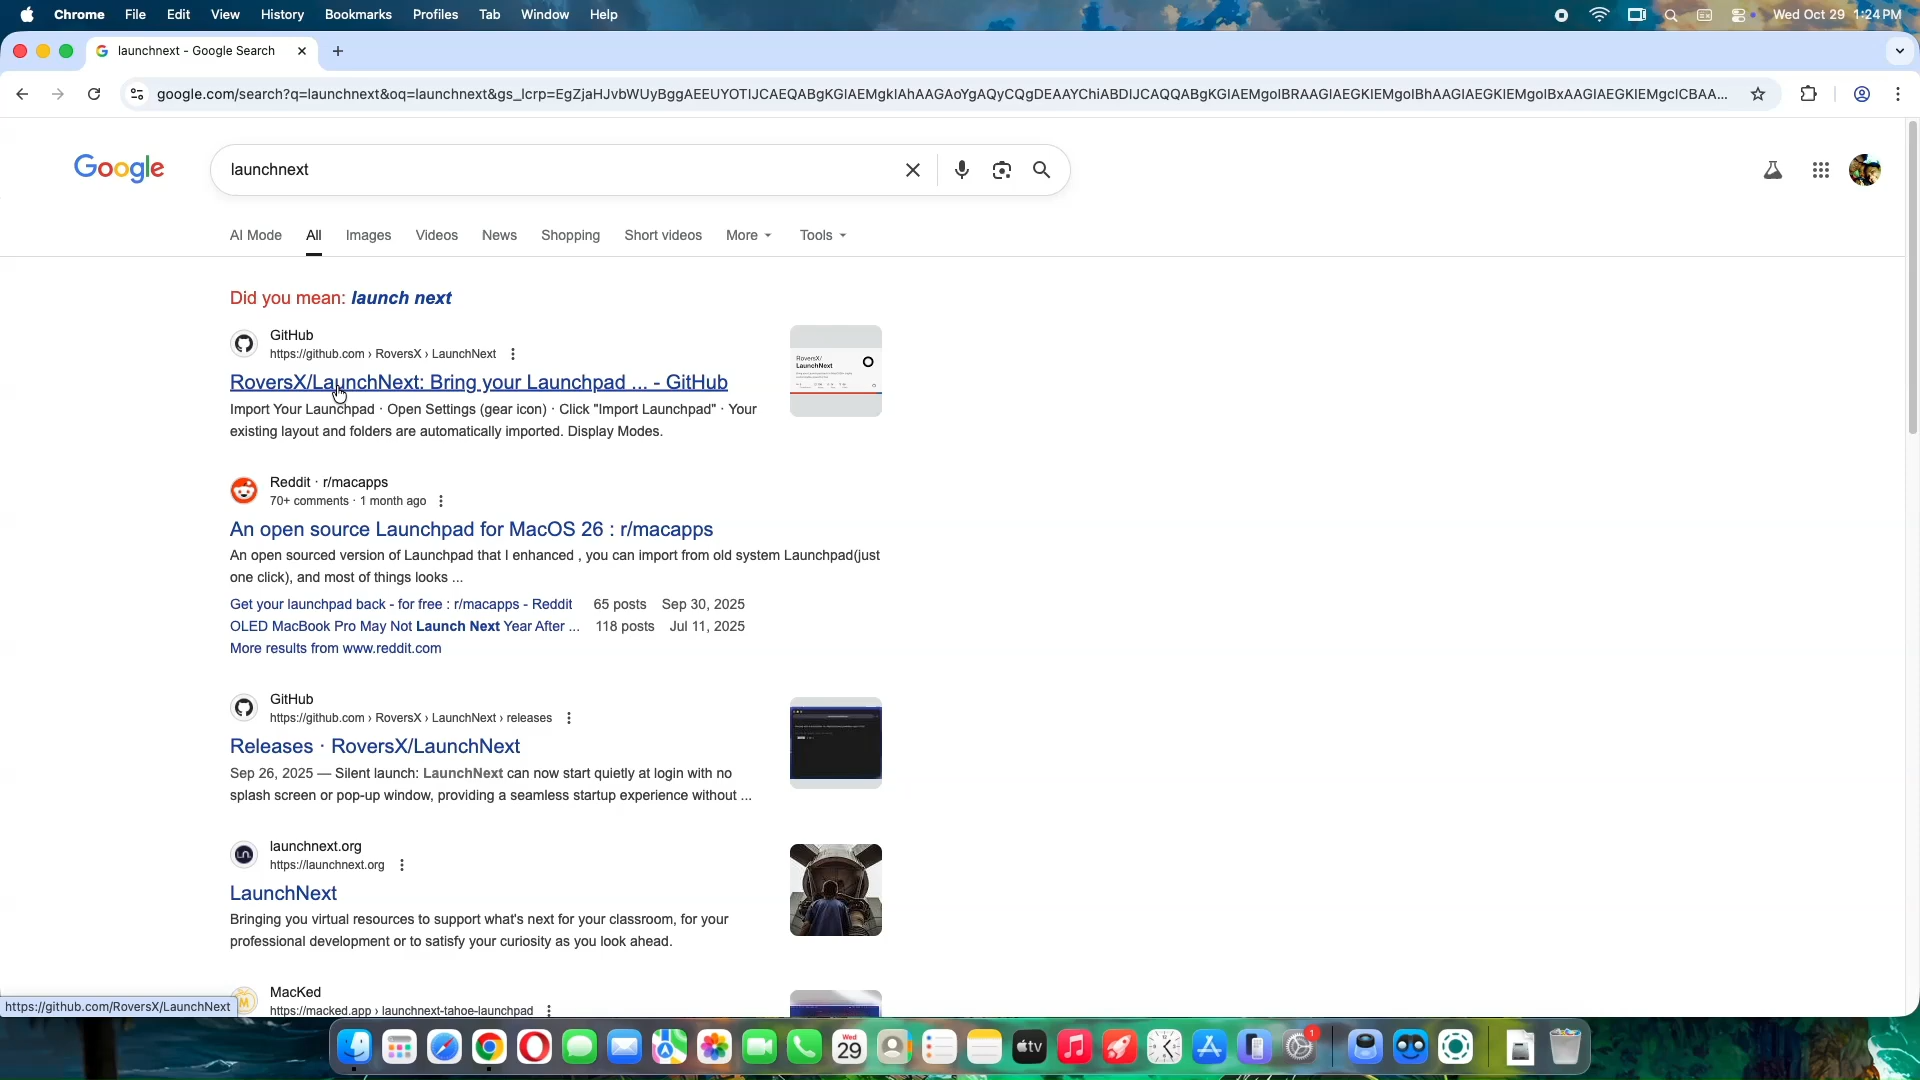 Chrome File Edit View History Bookmarks Profiles Tab Window Help Wed Oct 29 1:24 PM
launchnext - Google Search
google.com/search?q=launchnext&oq=launchnext&gs_lcrp=EgZjaHJvbWUyBggAEEUYOTIJCAEQABgKGIAEMgkIAhAAGAoYgAQyCQgDEAAYChiABDIJCAQQABgKGIAEMgoIBRAAGIAEGKIEMgoIBhAAGIAEGKIEMgoIBxAAGIAEGKIEMgcICBAA...
Google
launchnext
AI Mode All Images Videos News Shopping Short videos More Tools
Did you mean: launch next
GitHub
https://github.com › RoversX › LaunchNext
RoversX/LaunchNext: Bring your Launchpad ... - GitHub
Import Your Launchpad · Open Settings (gear icon) · Click "Import Launchpad" · Your
existing layout and folders are automatically imported. Display Modes.
RoversX/
LaunchNext
Reddit · r/macapps
70+ comments · 1 month ago
An open source Launchpad for MacOS 26 : r/macapps
An open sourced version of Launchpad that I enhanced , you can import from old system Launchpad(just
one click), and most of things looks ...
Get your launchpad back - for free : r/macapps - Reddit 65 posts Sep 30, 2025
OLED MacBook Pro May Not Launch Next Year After ... 118 posts Jul 11, 2025
More results from www.reddit.com
GitHub
https://github.com › RoversX › LaunchNext › releases
Releases · RoversX/LaunchNext
Sep 26, 2025 — Silent launch: LaunchNext can now start quietly at login with no
splash screen or pop-up window, providing a seamless startup experience without ...
launchnext.org
https://launchnext.org
LaunchNext
Bringing you virtual resources to support what's next for your classroom, for your
professional development or to satisfy your curiosity as you look ahead.
MacKed
https://macked.app › launchnext-tahoe-launchpad
https://github.com/RoversX/LaunchNext
Wed
29
tv
1